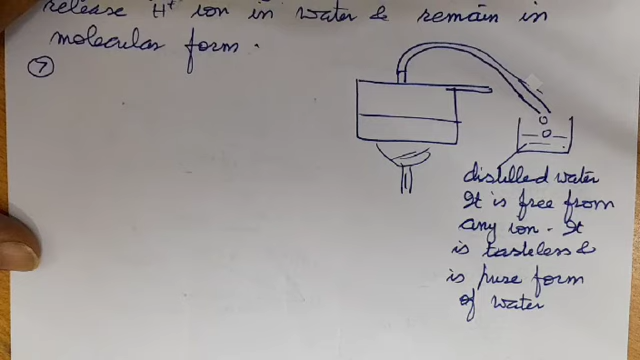 release H+ ion in water & remain in
molecular form.
7
distilled water
It is free from
any ion. It
is tasteless &
is pure form
of water